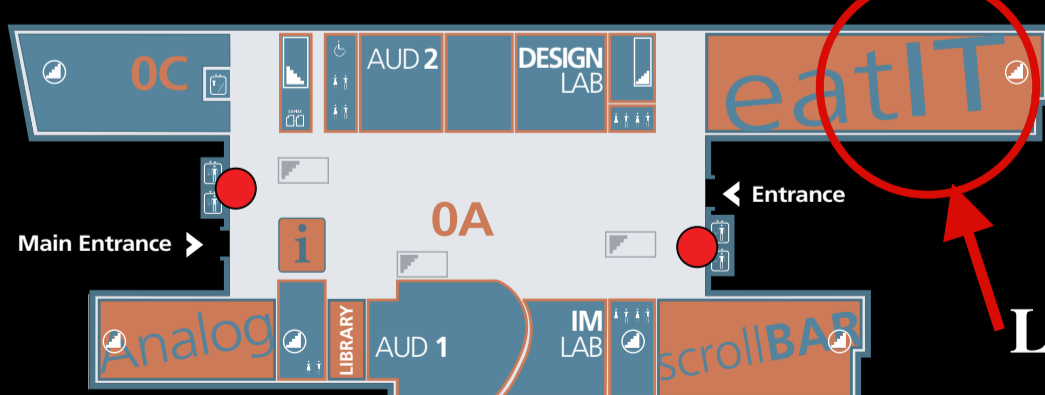 0C
AUD 2
DESIGN
LAB
eatIT
Entrance
0A
Main Entrance
i
Analog
LIBRARY
AUD 1
IM
LAB
scrollBAR
L